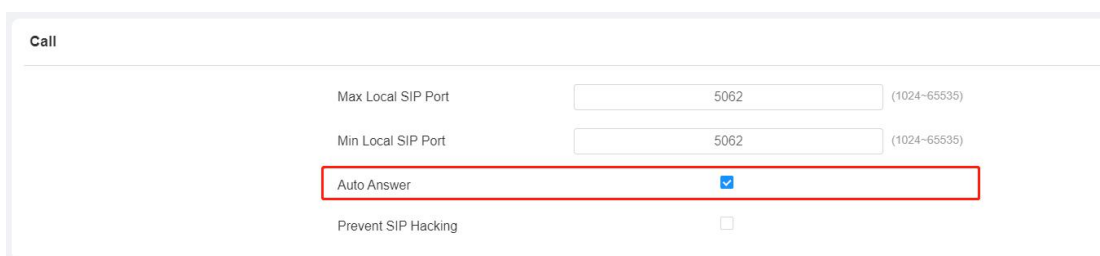 Call
Max Local SIP Port 5062 (1024~65535)
Min Local SIP Port 5062 (1024~65535)
Auto Answer
Prevent SIP Hacking